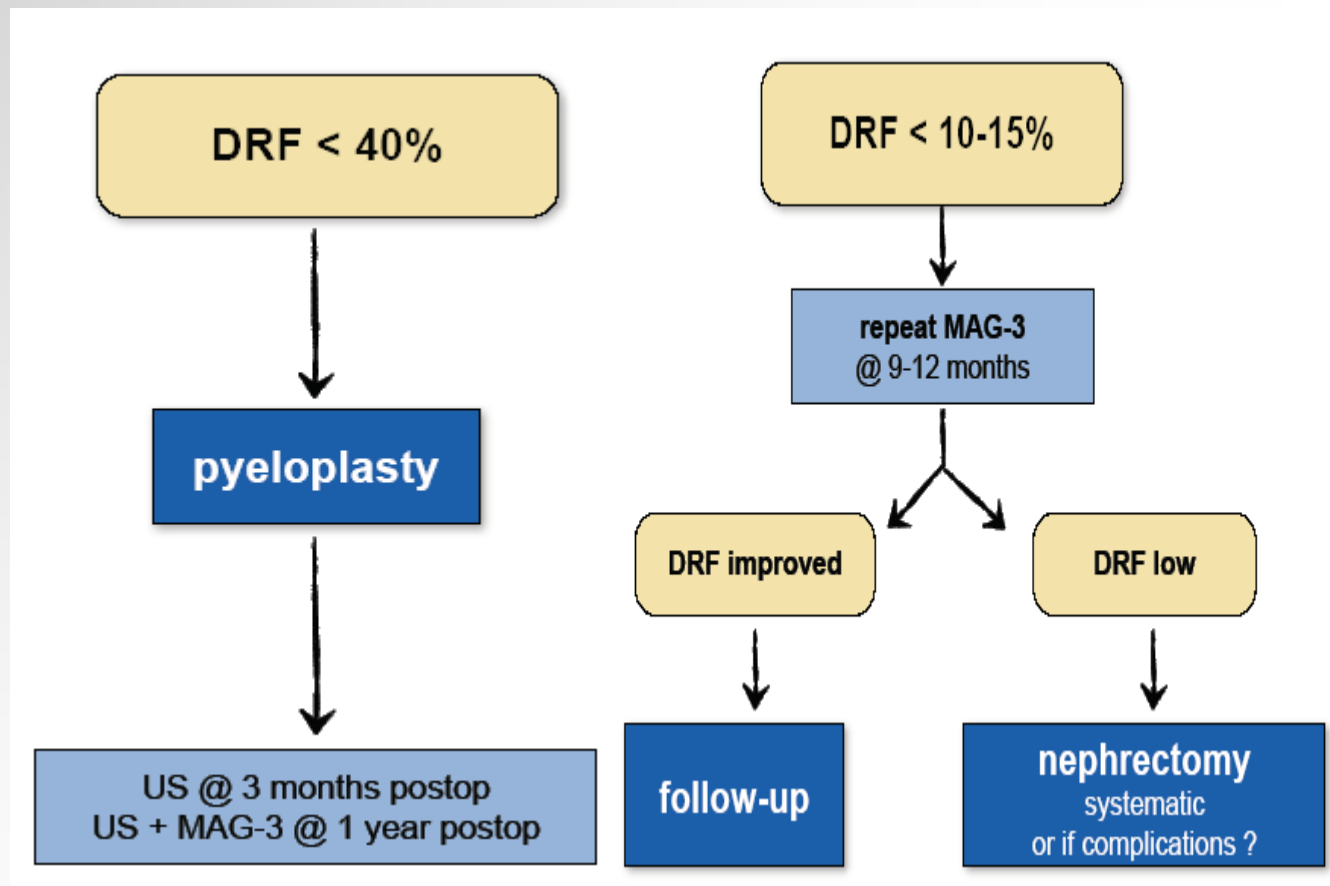 DRF < 40%
pyeloplasty
US @ 3 months postop
US + MAG-3 @ 1 year postop
DRF < 10-15%
repeat MAG-3
@ 9-12 months
DRF improved
DRF low
follow-up
nephrectomy
systematic
or if complications ?